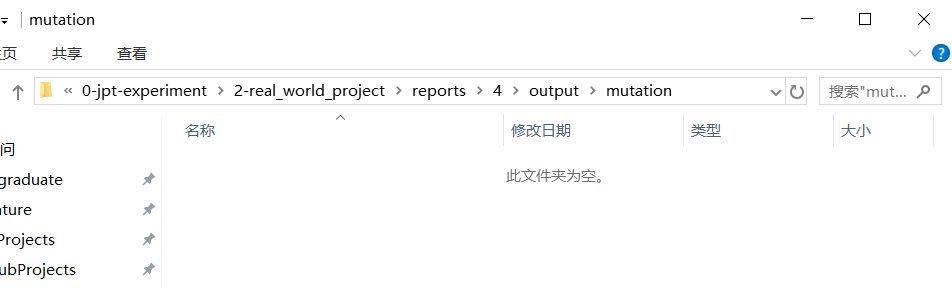 mutation
页 共享 查看
« 0-jpt-experiment > 2-real_world_project > reports > 4 > output > mutation 搜索"mut...
名称 修改日期 类型 大小
此文件夹为空。
问
graduate
ature
Projects
ubProjects